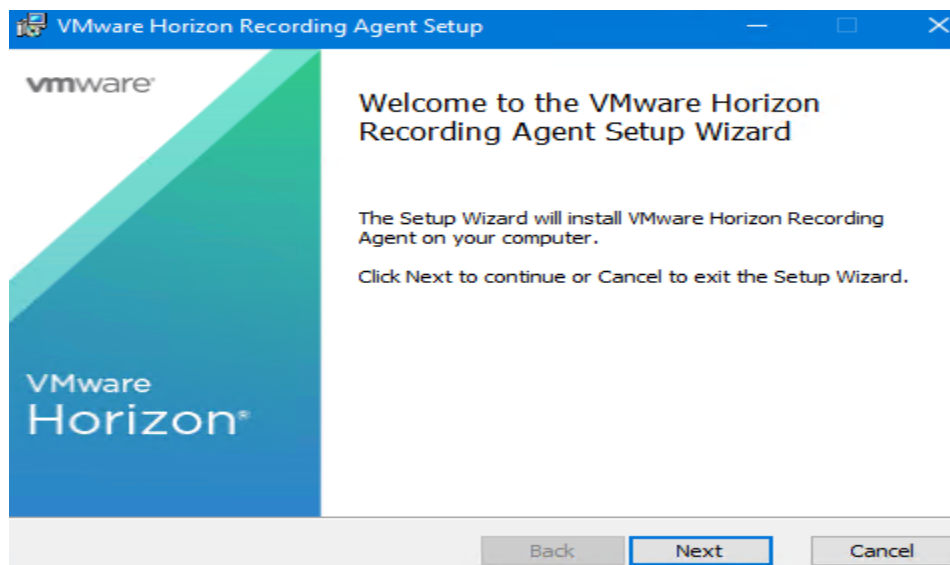 VMware Horizon Recording Agent Setup
vmware®
Welcome to the VMware Horizon
Recording Agent Setup Wizard
The Setup Wizard will install VMware Horizon Recording
Agent on your computer.
Click Next to continue or Cancel to exit the Setup Wizard.
VMware
Horizon®
Back
Next
Cancel